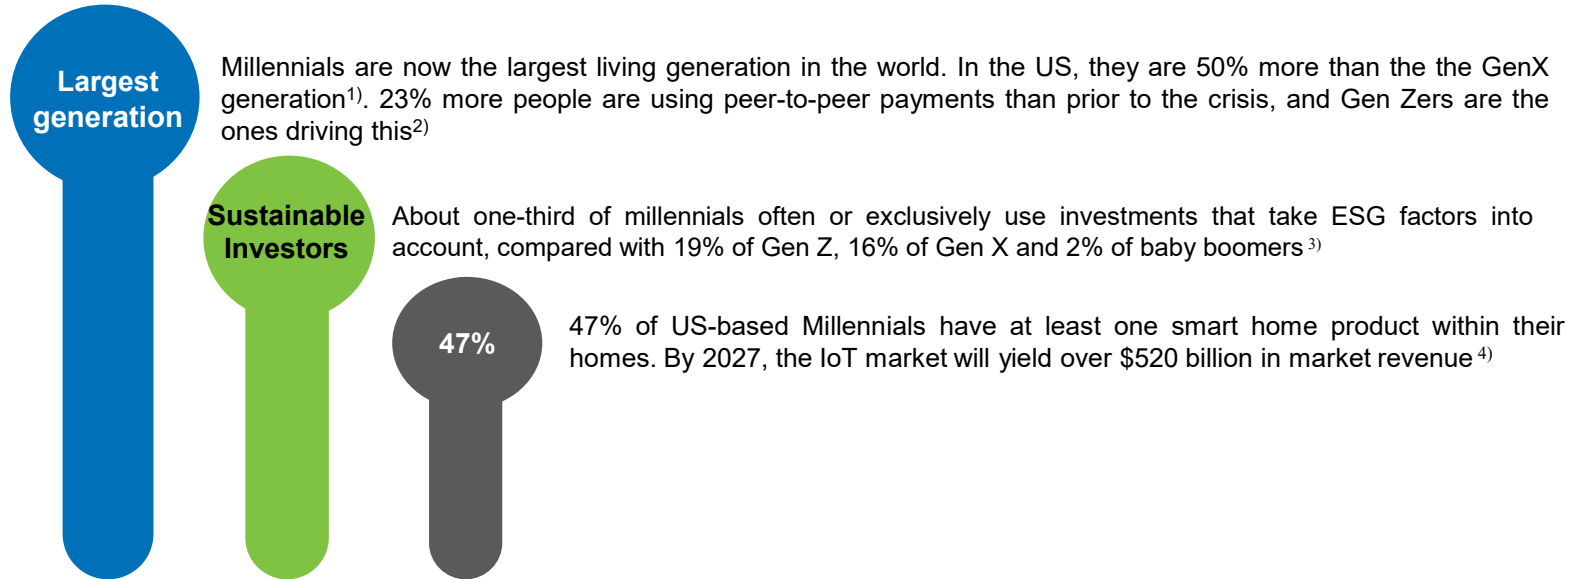 Largest
generation
Millennials are now the largest living generation in the world. In the US, they are 50% more than the the GenX
generation1). 23% more people are using peer-to-peer payments than prior to the crisis, and Gen Zers are the
ones driving this2)
Sustainable
Investors
About one-third of millennials often or exclusively use investments that take ESG factors into
account, compared with 19% of Gen Z, 16% of Gen X and 2% of baby boomers 3)
47%
47% of US-based Millennials have at least one smart home product within their
homes. By 2027, the IoT market will yield over $520 billion in market revenue 4)